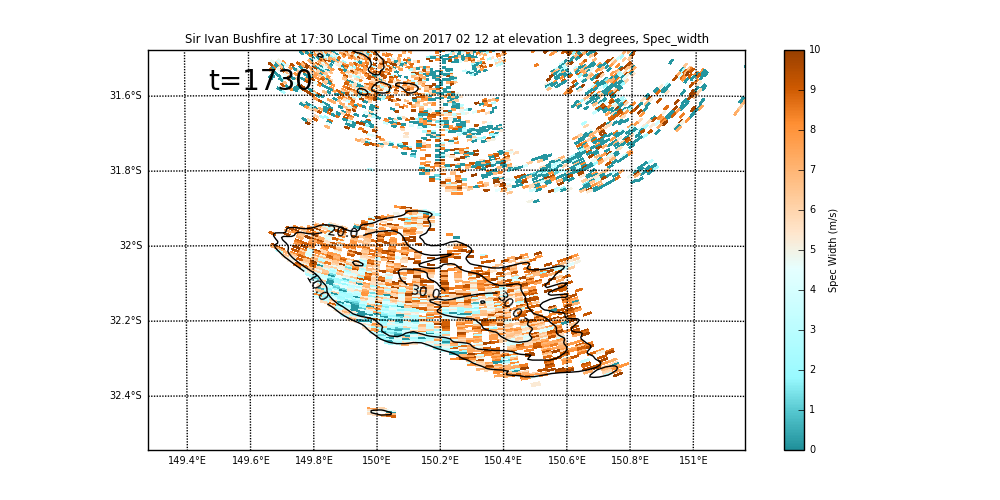 Sir Ivan Bushfire at 17:30 Local Time on 2017 02 12 at elevation 1.3 degrees, Spec_width
t=1730
31.6°S
31.8°S
32°S
32.2°S
32.4°S
20.0
10.0
30.0
30.0
149.4°E 149.6°E 149.8°E 150°E 150.2°E 150.4°E 150.6°E 150.8°E 151°E
10
9
8
7
6
5
4
3
2
1
0
Spec Width (m/s)